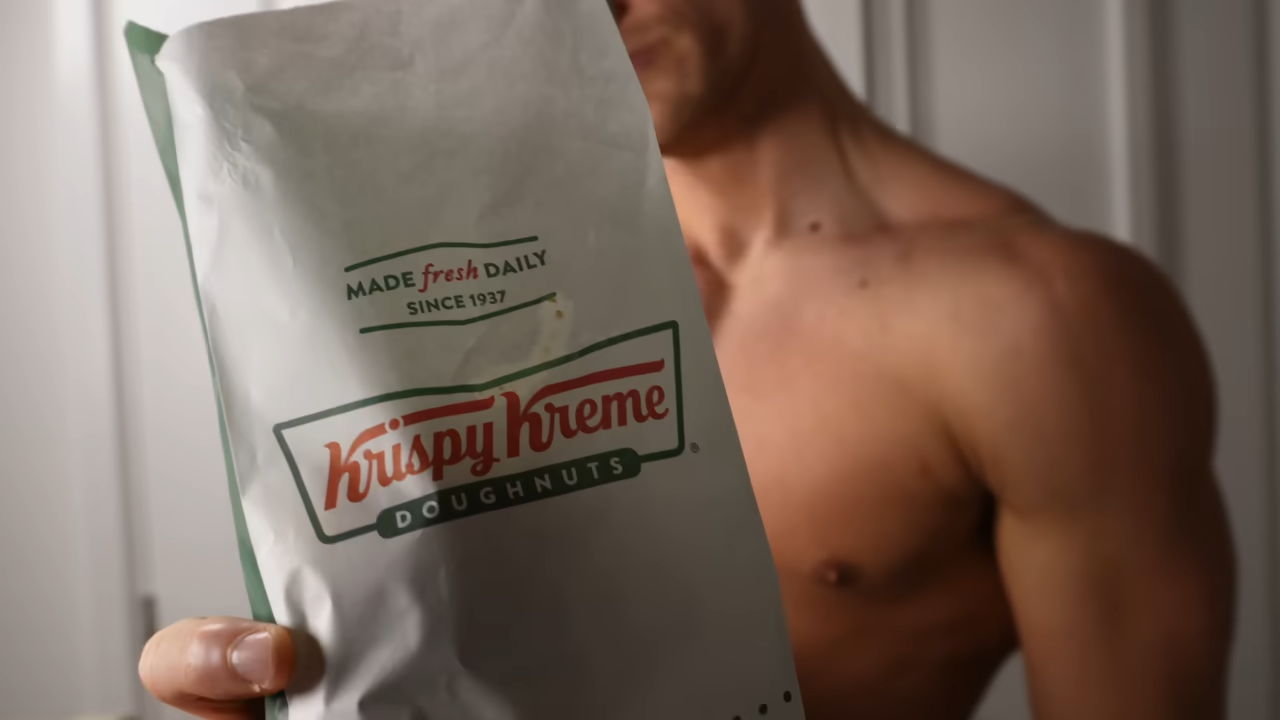 MADE fresh DAILY
SINCE 1937
Krispy Kreme
®
DOUGHNUTS